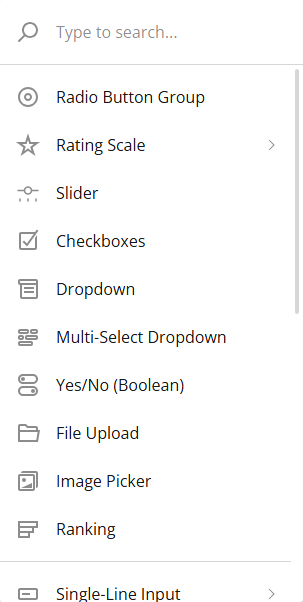 Type to search...
Radio Button Group
Rating Scale
Slider
Checkboxes
Dropdown
Multi-Select Dropdown
Yes/No (Boolean)
File Upload
Image Picker
Ranking
Single-Line Input